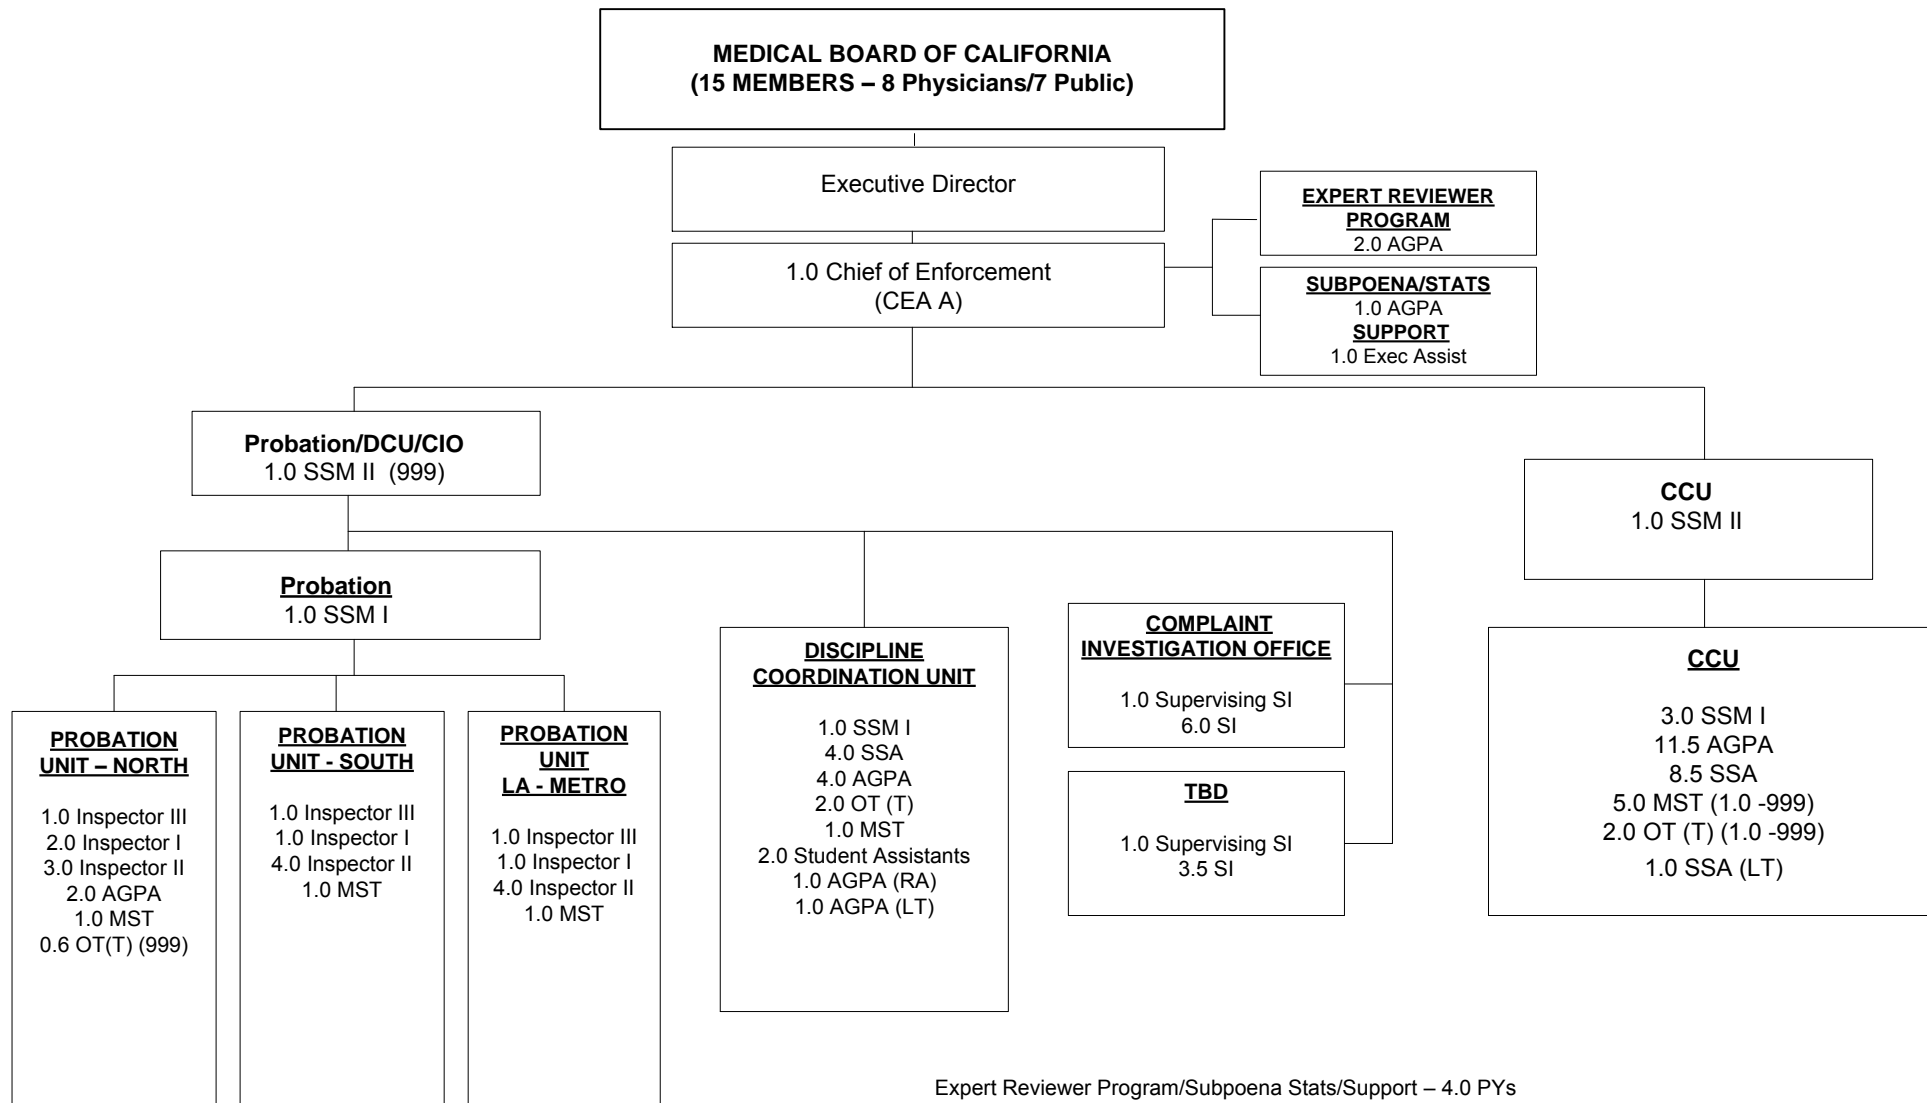 MEDICAL BOARD OF CALIFORNIA
(15 MEMBERS – 8 Physicians/7 Public)
Executive Director
1.0 Chief of Enforcement
(CEA A)
EXPERT REVIEWER
PROGRAM
2.0 AGPA
SUBPOENA/STATS
1.0 AGPA
SUPPORT
1.0 Exec Assist
Probation/DCU/CIO
1.0 SSM II (999)
CCU
1.0 SSM II
Probation
1.0 SSM I
PROBATION
UNIT – NORTH
1.0 Inspector III
2.0 Inspector I
3.0 Inspector II
2.0 AGPA
1.0 MST
0.6 OT(T) (999)
PROBATION
UNIT - SOUTH
1.0 Inspector III
1.0 Inspector I
4.0 Inspector II
1.0 MST
PROBATION
UNIT
LA - METRO
1.0 Inspector III
1.0 Inspector I
4.0 Inspector II
1.0 MST
DISCIPLINE
COORDINATION UNIT
1.0 SSM I
4.0 SSA
4.0 AGPA
2.0 OT (T)
1.0 MST
2.0 Student Assistants
1.0 AGPA (RA)
1.0 AGPA (LT)
COMPLAINT
INVESTIGATION OFFICE
1.0 Supervising SI
6.0 SI
TBD
1.0 Supervising SI
3.5 SI
CCU
3.0 SSM I
11.5 AGPA
8.5 SSA
5.0 MST (1.0 -999)
2.0 OT (T) (1.0 -999)
1.0 SSA (LT)
Expert Reviewer Program/Subpoena Stats/Support – 4.0 PYs